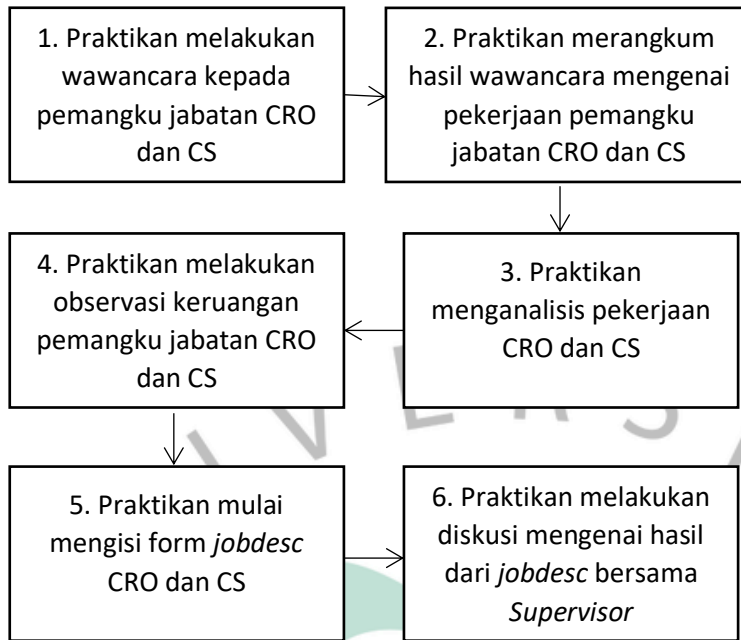 1. Praktikan melakukan
wawancara kepada
pemangku jabatan CRO
dan CS
2. Praktikan merangkum
hasil wawancara mengenai
pekerjaan pemangku
jabatan CRO dan CS
3. Praktikan
menganalisis pekerjaan
CRO dan CS
4. Praktikan melakukan
observasi keruangan
pemangku jabatan CRO
dan CS
5. Praktikan mulai
mengisi form jobdesc
CRO dan CS
6. Praktikan melakukan
diskusi mengenai hasil
dari jobdesc bersama
Supervisor